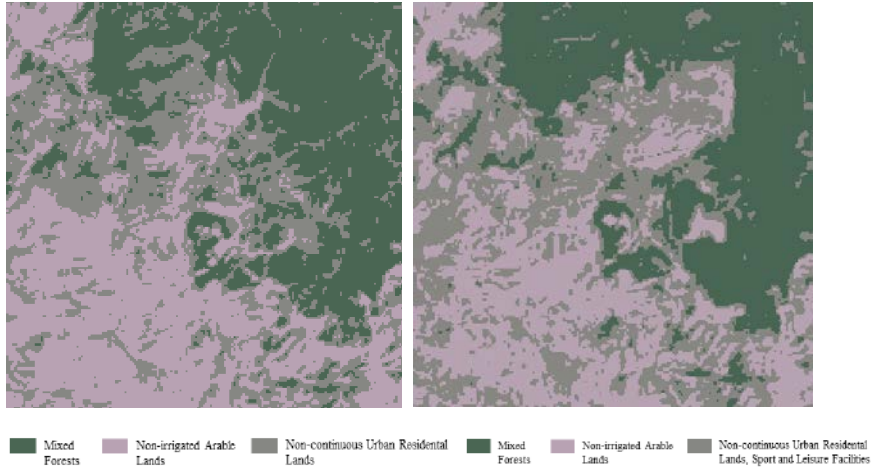 Mixed
Forests
Non-irrigated Arable
Lands
Non-continuous Urban Residental
Lands
Mixed
Forests
Non-irrigated Arable
Lands
Non-continuous Urban Residental
Lands, Sport and Leisure Facilities